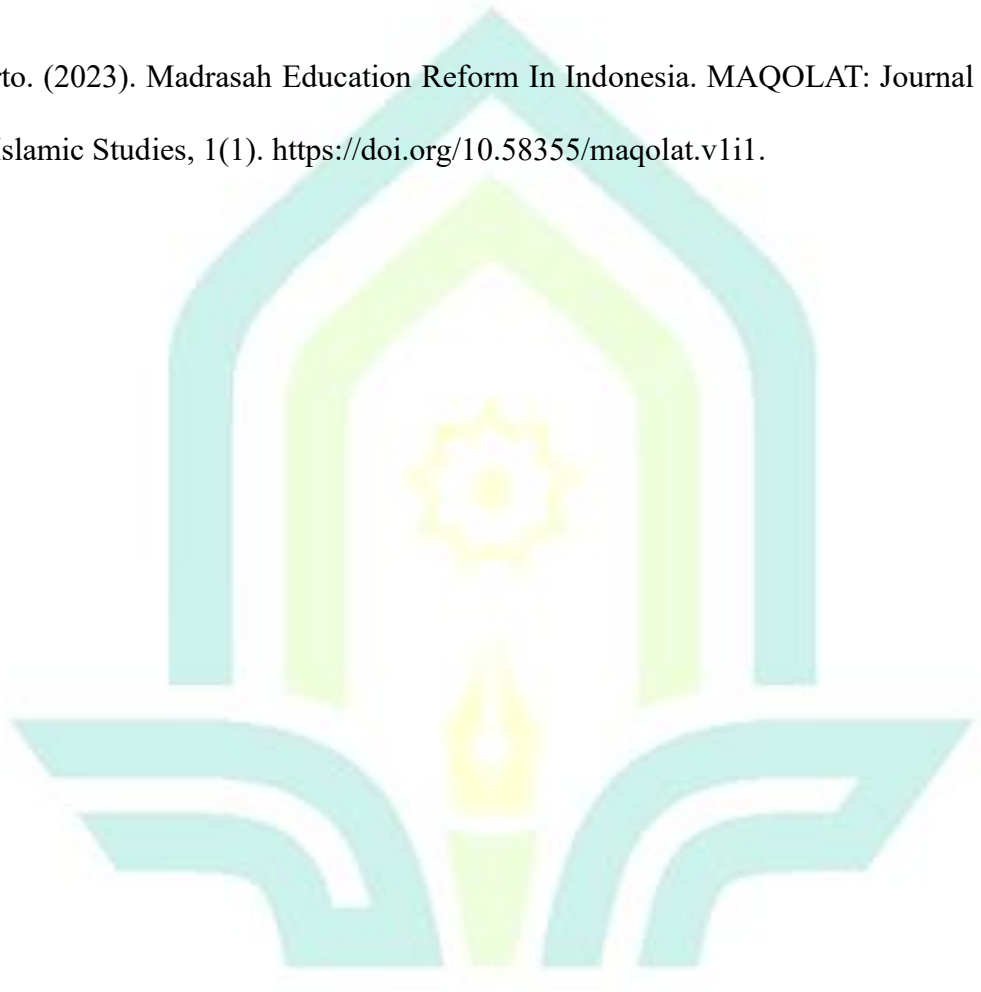 rto. (2023). Madrasah Education Reform In Indonesia. MAQOLAT: Journal
Islamic Studies, 1(1). https://doi.org/10.58355/maqolat.v1i1.